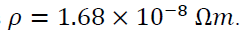 ρ = 1.68 × 10⁻⁸ Ωm.